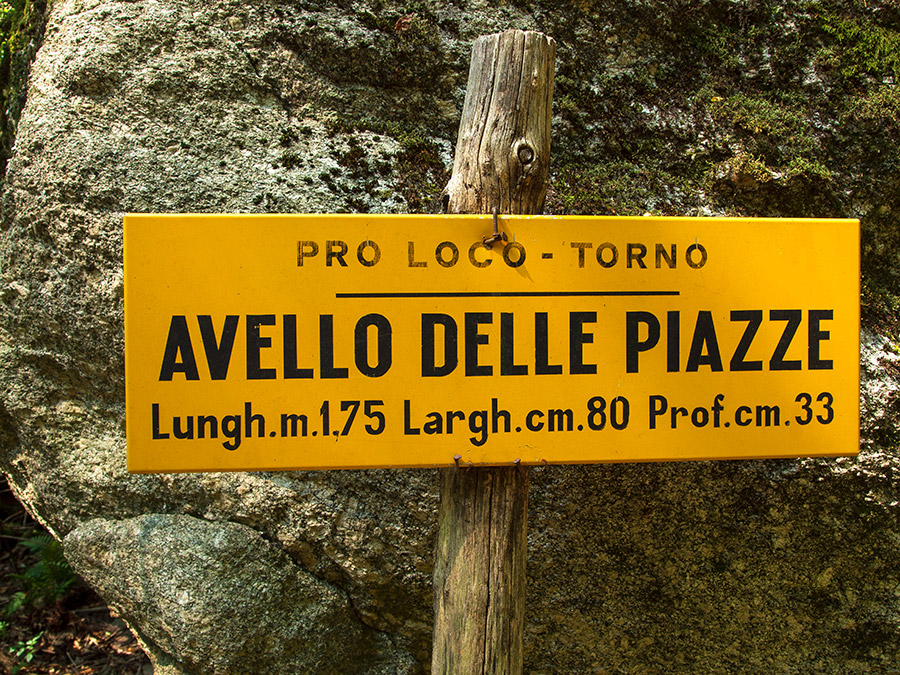 PRO LOCO - TORNO
AVELLO DELLE PIAZZE
Lungh.m.1,75 Largh.cm.80 Prof.cm.33